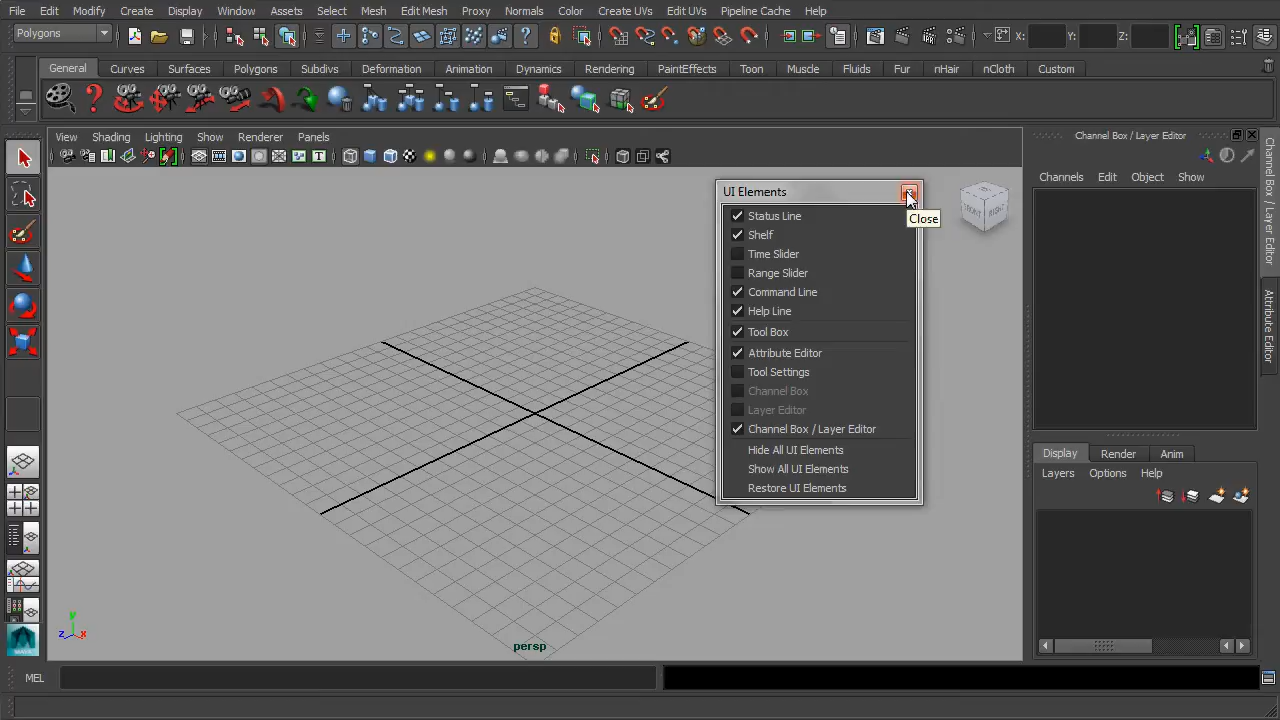 File Edit Modify Create Display Window Assets Select Mesh Edit Mesh Proxy Normals Color Create UVs Edit UVs Pipeline Cache Help
Polygons X: Y: Z:
General Curves Surfaces Polygons Subdivs Deformation Animation Dynamics Rendering PaintEffects Toon Muscle Fluids Fur nHair nCloth Custom
View Shading Lighting Show Renderer Panels
Channel Box / Layer Editor
Channels Edit Object Show
UI Elements
Close
Status Line
Shelf
Time Slider
Range Slider
Command Line
Help Line
Tool Box
Attribute Editor
Tool Settings
Channel Box
Layer Editor
Channel Box / Layer Editor
Hide All UI Elements
Show All UI Elements
Restore UI Elements
FRONT RIGHT
Channel Box / Layer Editor
Attribute Editor
Display Render Anim
Layers Options Help
y
z x
persp
MEL